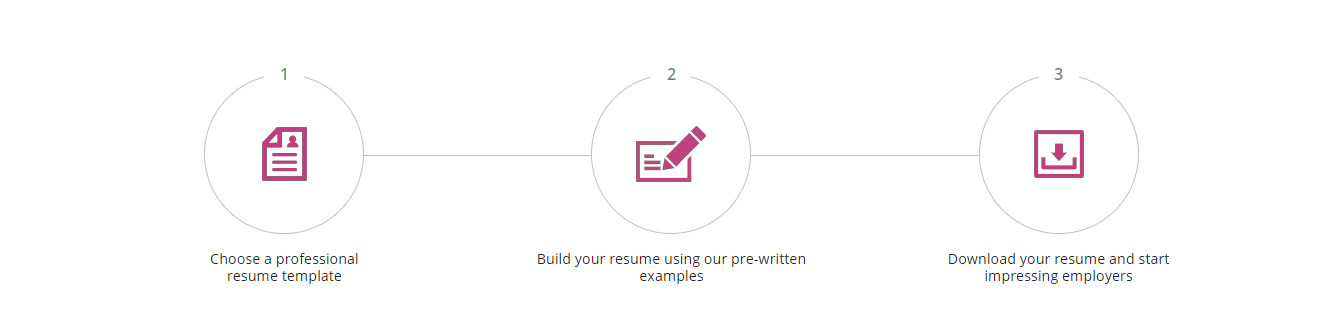 1
2
3
Choose a professional
resume template
Build your resume using our pre-written
examples
Download your resume and start
impressing employers